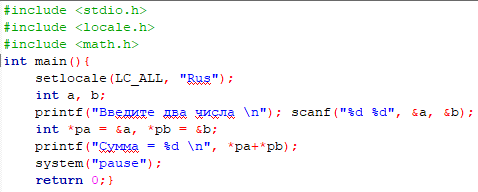 #include <stdio.h>
#include <locale.h>
#include <math.h>
int main(){
setlocale(LC_ALL, "Rus");
int a, b;
printf("Введите два числа \n"); scanf("%d %d", &a, &b);
int *pa = &a, *pb = &b;
printf("Сумма = %d \n", *pa+*pb);
system("pause");
return 0;}